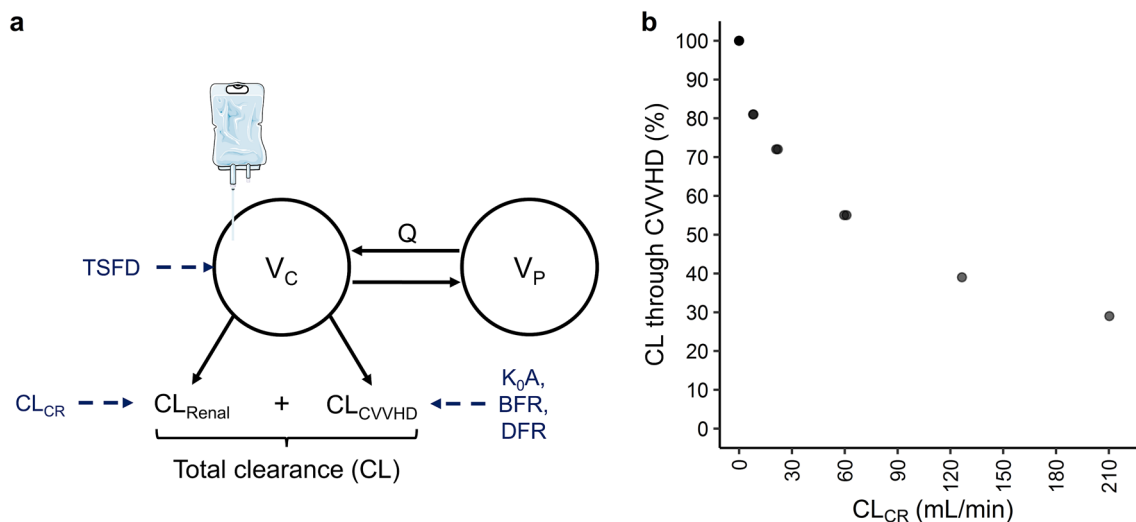 a
Q
TSFD
V_C
V_P
K_0A,
CL_CR
CL_Renal + CL_CVVHD
BFR,
DFR
Total clearance (CL)
b
CL through CVVHD (%)
100
90
80
70
60
50
40
30
20
10
0
0 30 60 90 120 150 180 210
CL_CR (mL/min)